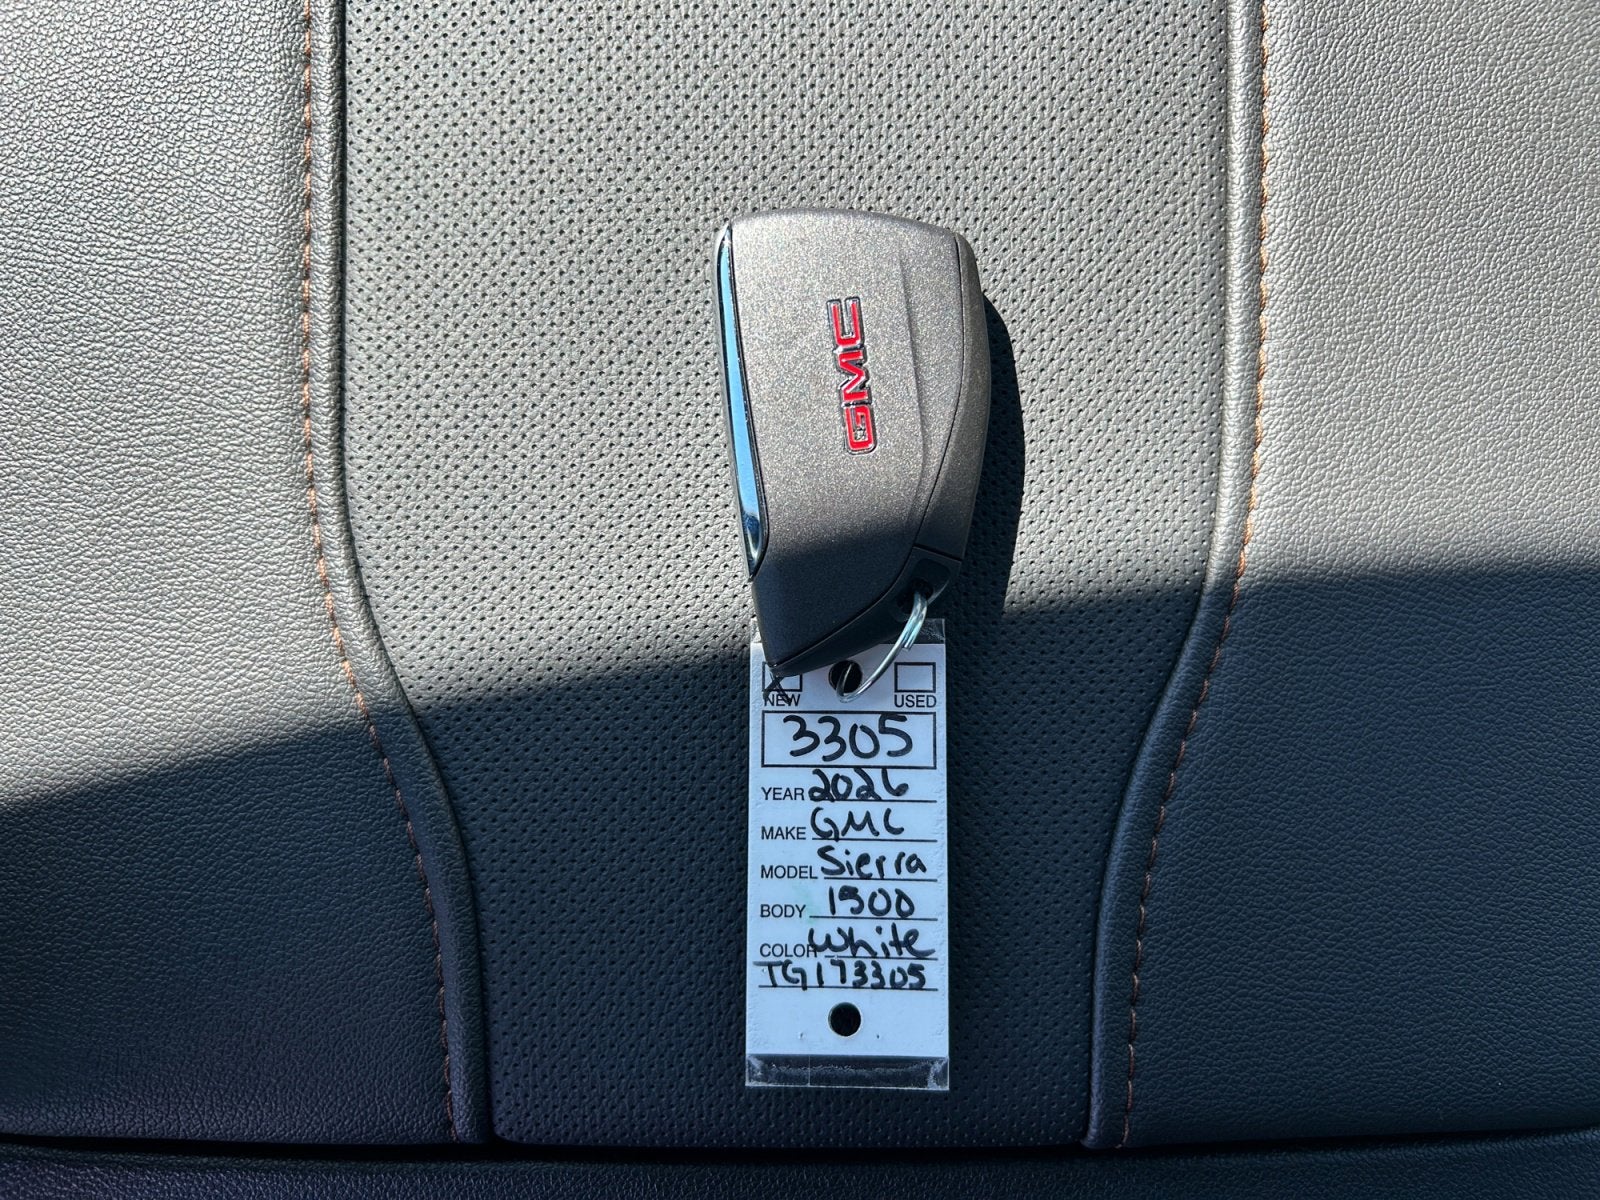 GMC
NEW USED
3305
YEAR 2026
MAKE GMC
MODEL Sierra
BODY 1500
COLOR White
TG173305